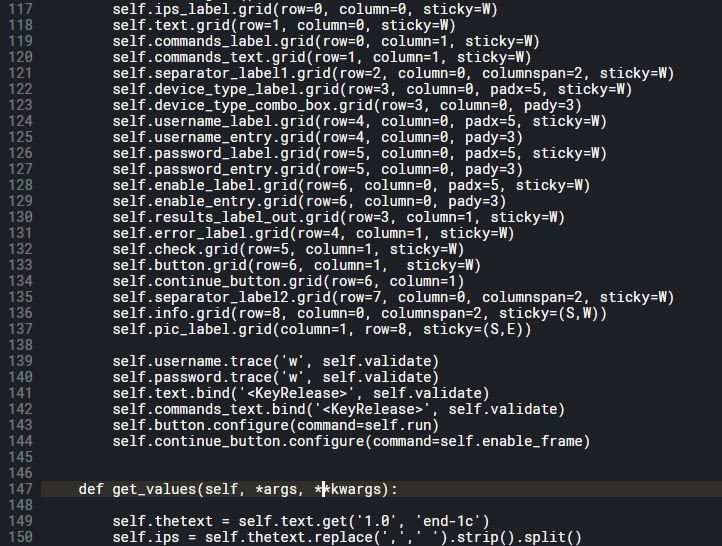 117 self.ips_label.grid(row=0, column=0, sticky=W)
118 self.text.grid(row=1, column=0, sticky=W)
119 self.commands_label.grid(row=0, column=1, sticky=W)
120 self.commands_text.grid(row=1, column=1, sticky=W)
121 self.separator_label1.grid(row=2, column=0, columnspan=2, sticky=W)
122 self.device_type_label.grid(row=3, column=0, padx=5, sticky=W)
123 self.device_type_combo_box.grid(row=3, column=0, pady=3)
124 self.username_label.grid(row=4, column=0, padx=5, sticky=W)
125 self.username_entry.grid(row=4, column=0, pady=3)
126 self.password_label.grid(row=5, column=0, padx=5, sticky=W)
127 self.password_entry.grid(row=5, column=0, pady=3)
128 self.enable_label.grid(row=6, column=0, padx=5, sticky=W)
129 self.enable_entry.grid(row=6, column=0, pady=3)
130 self.results_label_out.grid(row=3, column=1, sticky=W)
131 self.error_label.grid(row=4, column=1, sticky=W)
132 self.check.grid(row=5, column=1, sticky=W)
133 self.button.grid(row=6, column=1,  sticky=W)
134 self.continue_button.grid(row=6, column=1)
135 self.separator_label2.grid(row=7, column=0, columnspan=2, sticky=W)
136 self.info.grid(row=8, column=0, columnspan=2, sticky=(S,W))
137 self.pic_label.grid(column=1, row=8, sticky=(S,E))
138
139 self.username.trace('w', self.validate)
140 self.password.trace('w', self.validate)
141 self.text.bind('<KeyRelease>', self.validate)
142 self.commands_text.bind('<KeyRelease>', self.validate)
143 self.button.configure(command=self.run)
144 self.continue_button.configure(command=self.enable_frame)
145
146
147 def get_values(self, *args, **kwargs):
148
149 self.thetext = self.text.get('1.0', 'end-1c')
150 self.ips = self.thetext.replace(',',' ').strip().split()